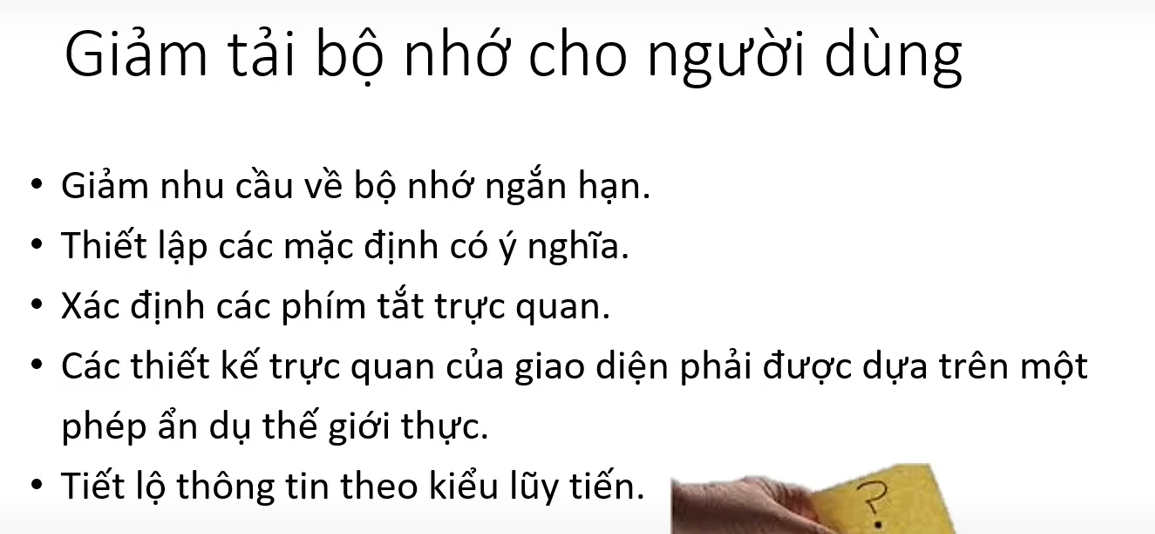 Giảm tải bộ nhớ cho người dùng
• Giảm nhu cầu về bộ nhớ ngắn hạn.
• Thiết lập các mặc định có ý nghĩa.
• Xác định các phím tắt trực quan.
• Các thiết kế trực quan của giao diện phải được dựa trên một
phép ẩn dụ thế giới thực.
• Tiết lộ thông tin theo kiểu lũy tiến.
?